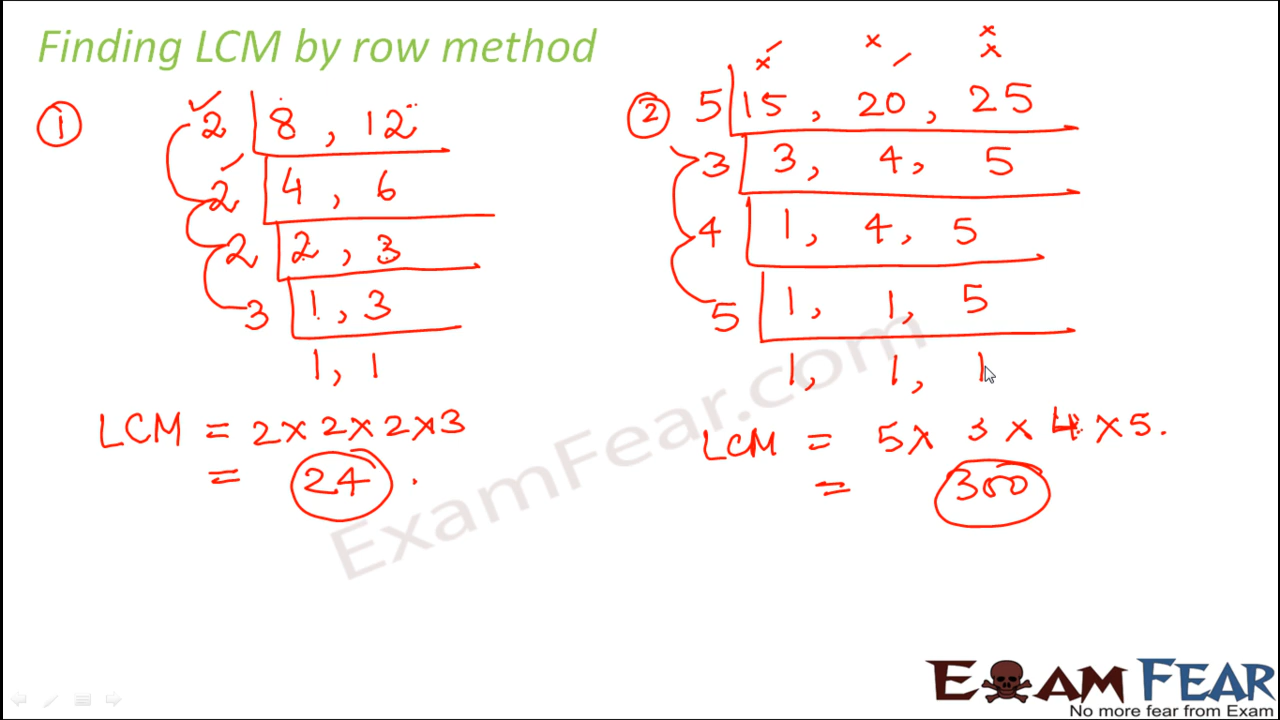 Finding LCM by row method
1
2 8 , 12
2 4 , 6
2 2 , 3
3 1 , 3
1 , 1
LCM = 2 x 2 x 2 x 3
= 24 .
2
x x x x
5 15 , 20 , 25
3 3 , 4 , 5
4 1 , 4 , 5
5 1 , 1 , 5
1 , 1 , 1
LCM = 5 x 3 x 4 x 5 .
= 300
ExamFear.com
EXAM FEAR
No more fear from Exam